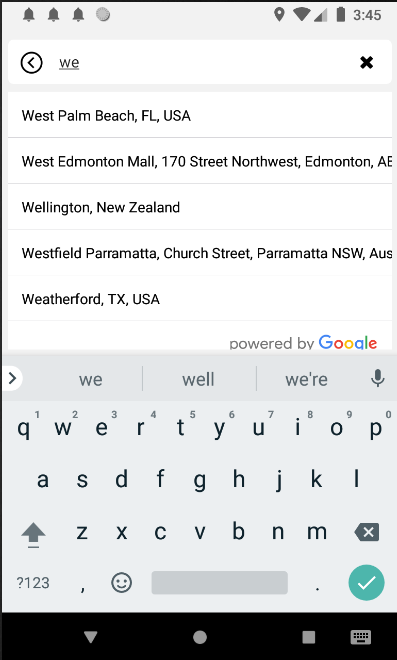 3:45
we
West Palm Beach, FL, USA
West Edmonton Mall, 170 Street Northwest, Edmonton, AB
Wellington, New Zealand
Westfield Parramatta, Church Street, Parramatta NSW, Aus
Weatherford, TX, USA
powered by Google
we well we're
1 2 3 4 5 6 7 8 9 0
q w e r t y u i o p
a s d f g h j k l
z x c v b n m
?123 , .